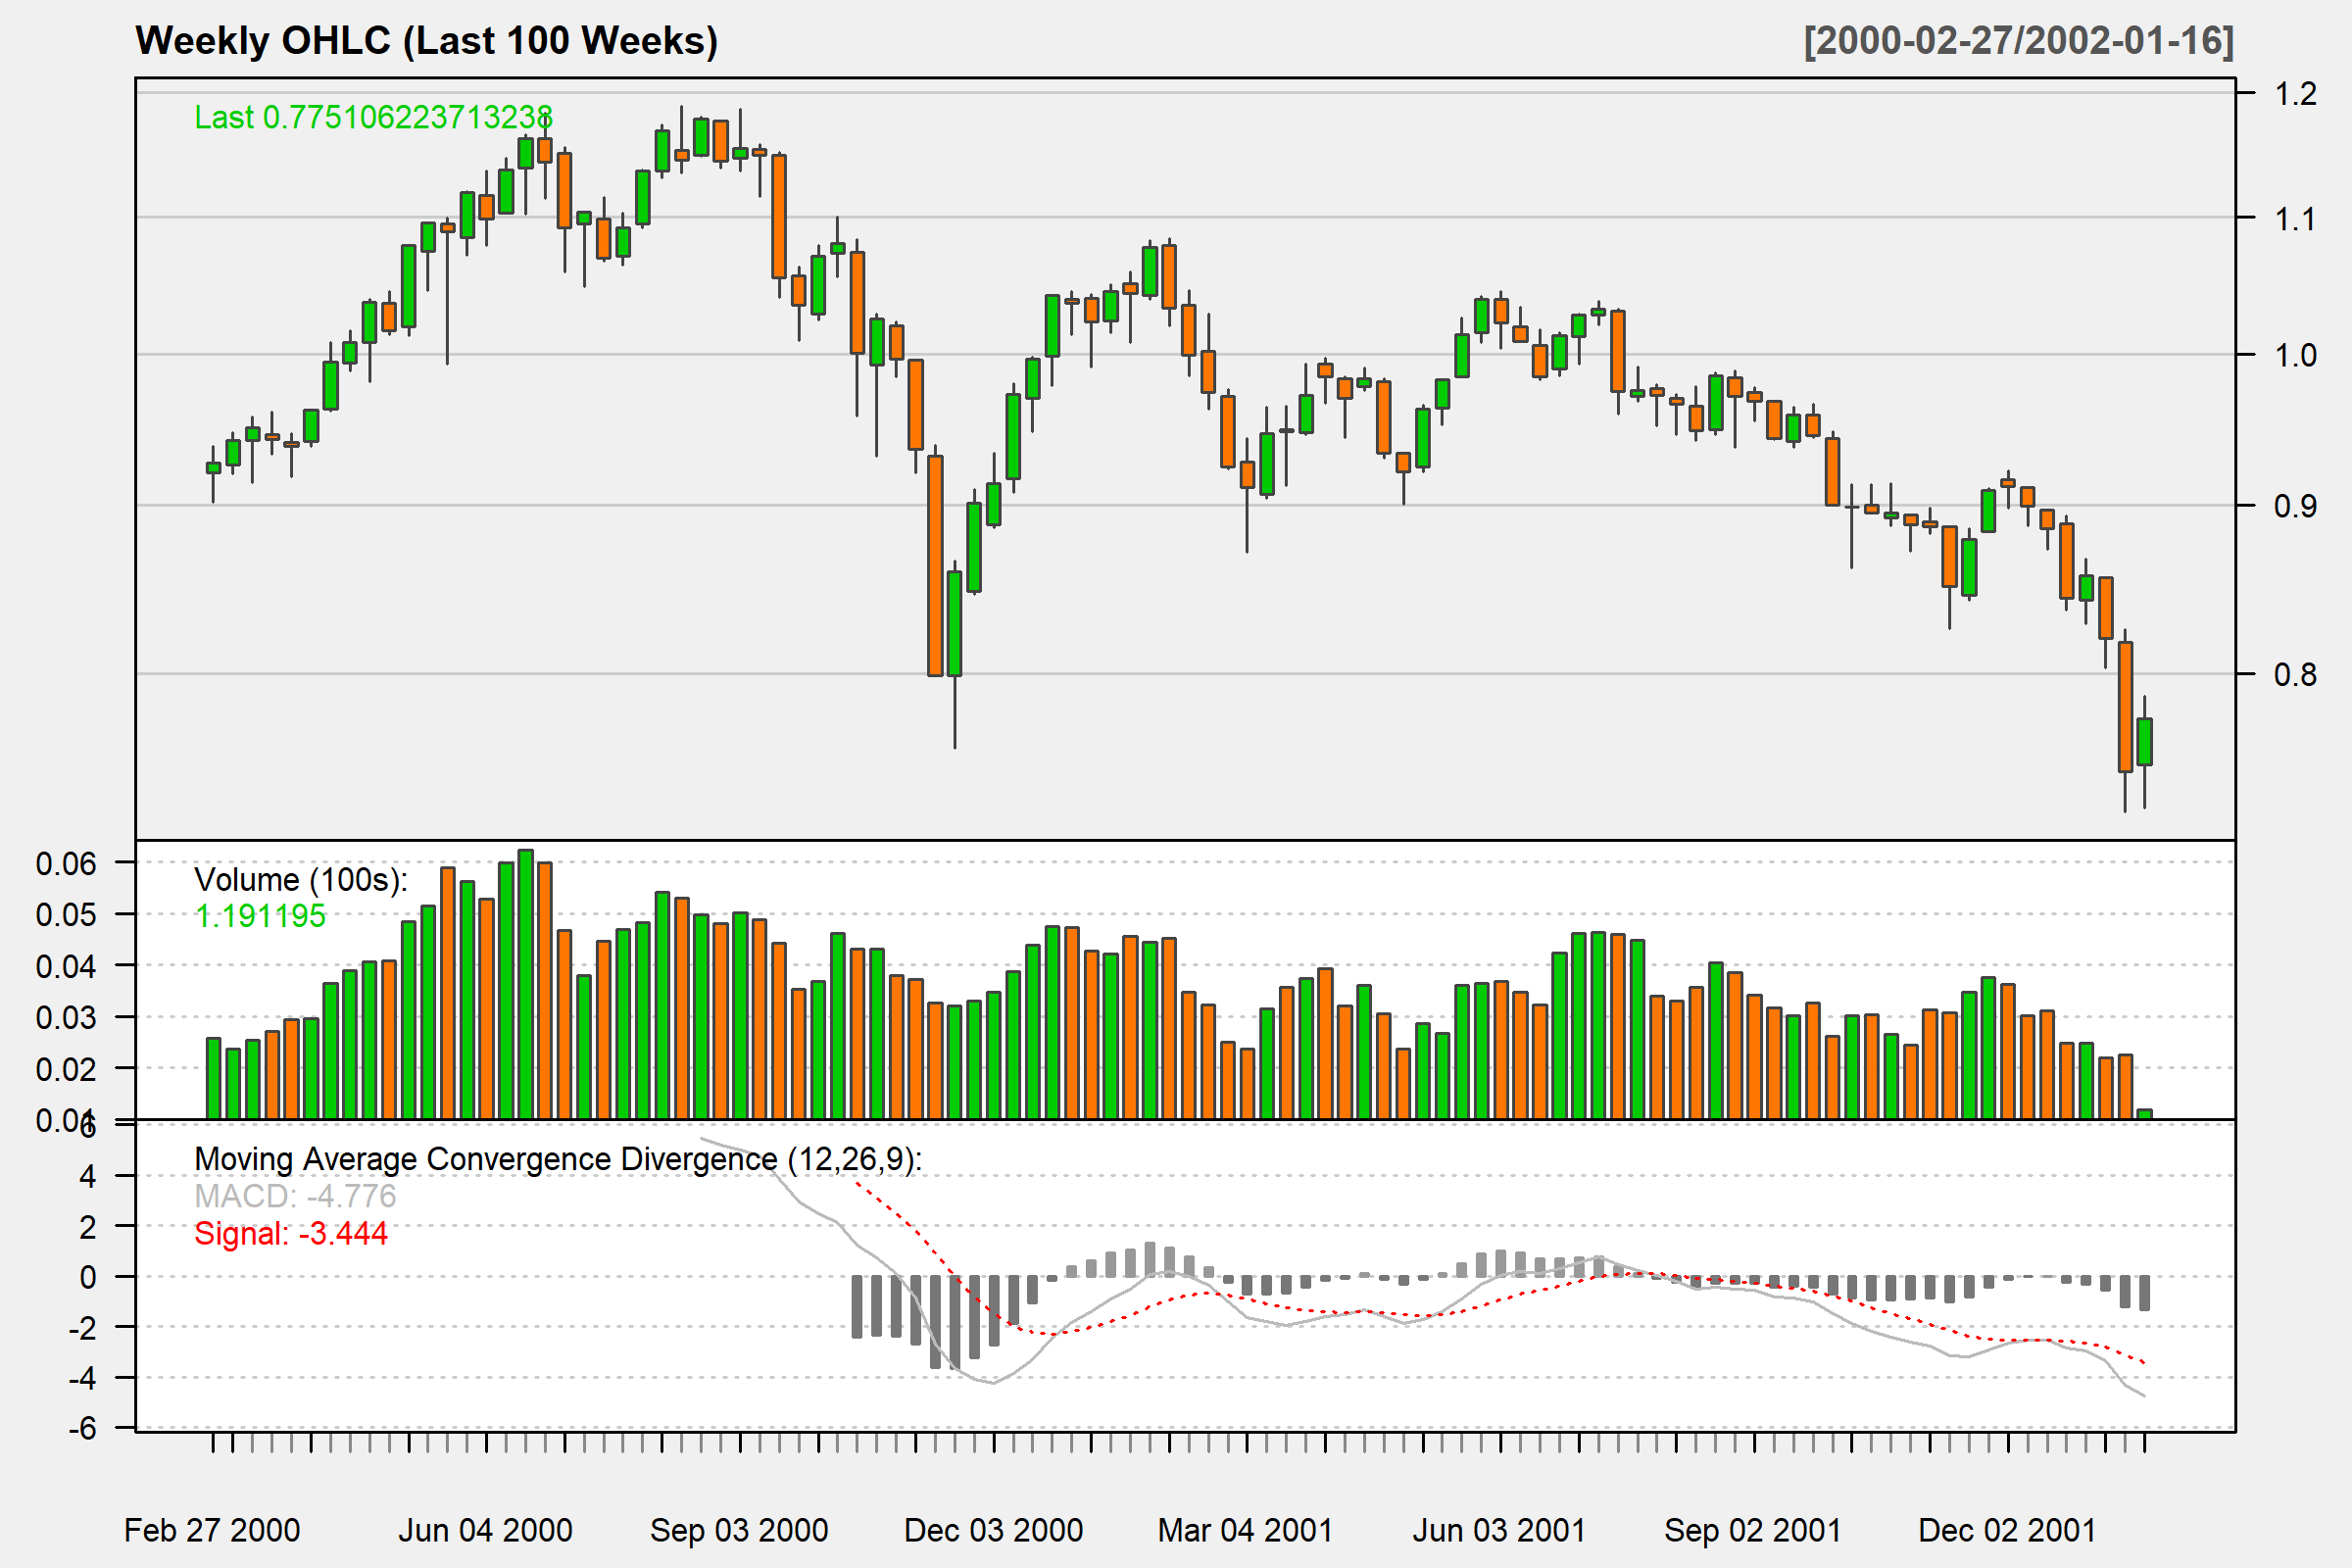 Weekly OHLC (Last 100 Weeks)
[2000-02-27/2002-01-16]
Last 0.775106223713238
1.2
1.1
1.0
0.9
0.8
Volume (100s):
1.191195
0.06
0.05
0.04
0.03
0.02
0.01
Moving Average Convergence Divergence (12,26,9):
MACD: -4.776
Signal: -3.444
6
4
2
0
-2
-4
-6
Feb 27 2000 Jun 04 2000 Sep 03 2000 Dec 03 2000 Mar 04 2001 Jun 03 2001 Sep 02 2001 Dec 02 2001